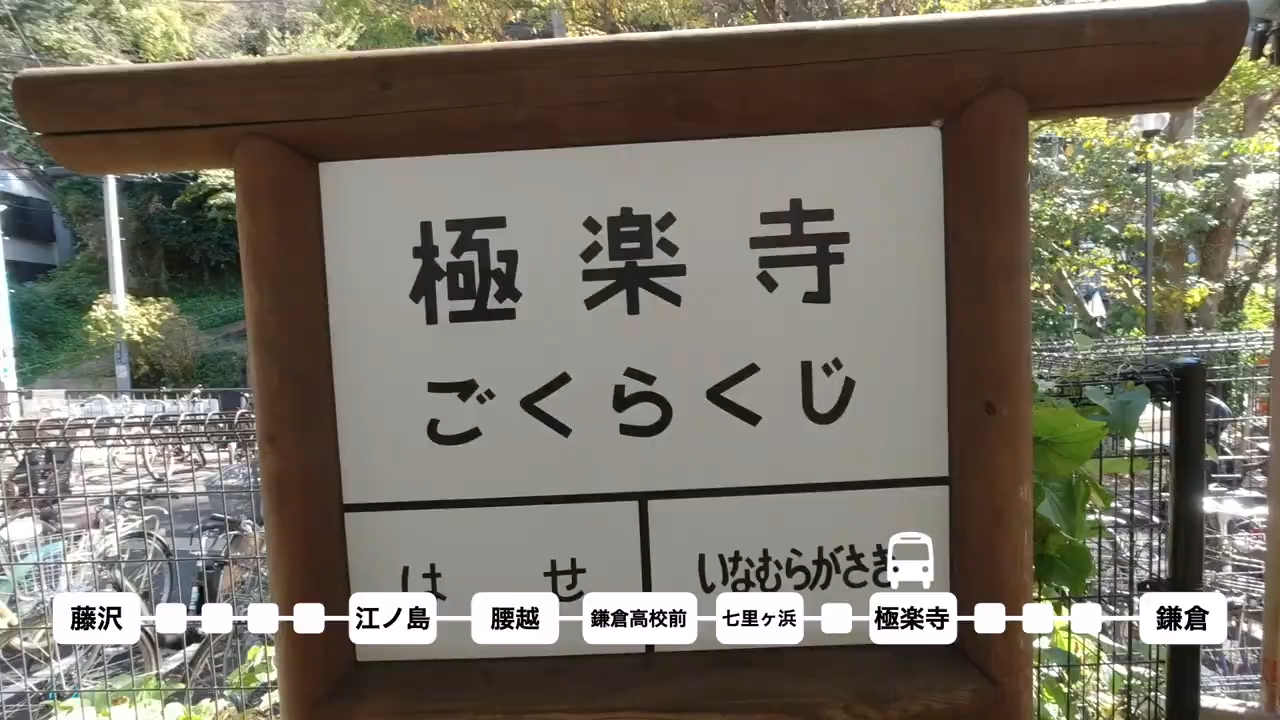 極楽寺
ごくらくじ
は せ
いなむらがさき
藤沢
江ノ島
腰越
鎌倉高校前
七里ヶ浜
極楽寺
鎌倉